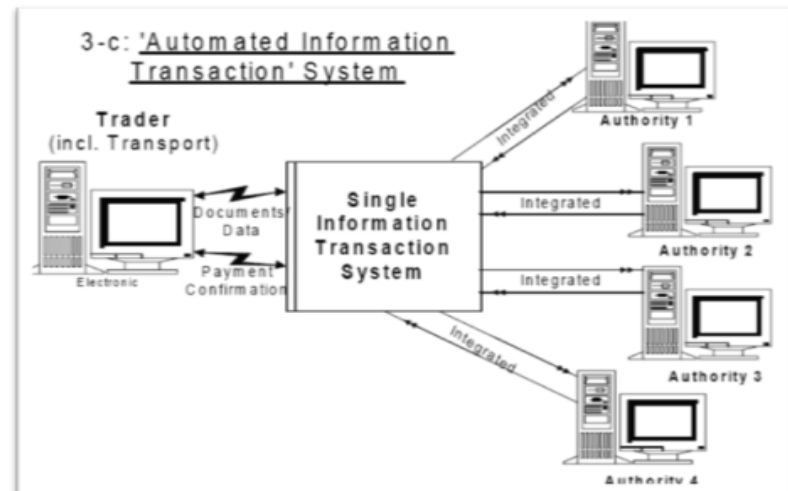 3-c: 'Automated Information
Transaction' System
Trader
(incl. Transport)
Electronic
Documents/
Data
Payment
Confirmation
Single
Information
Transaction
System
Integrated
Authority 1
Integrated
Authority 2
Integrated
Authority 3
Integrated
Authority 4